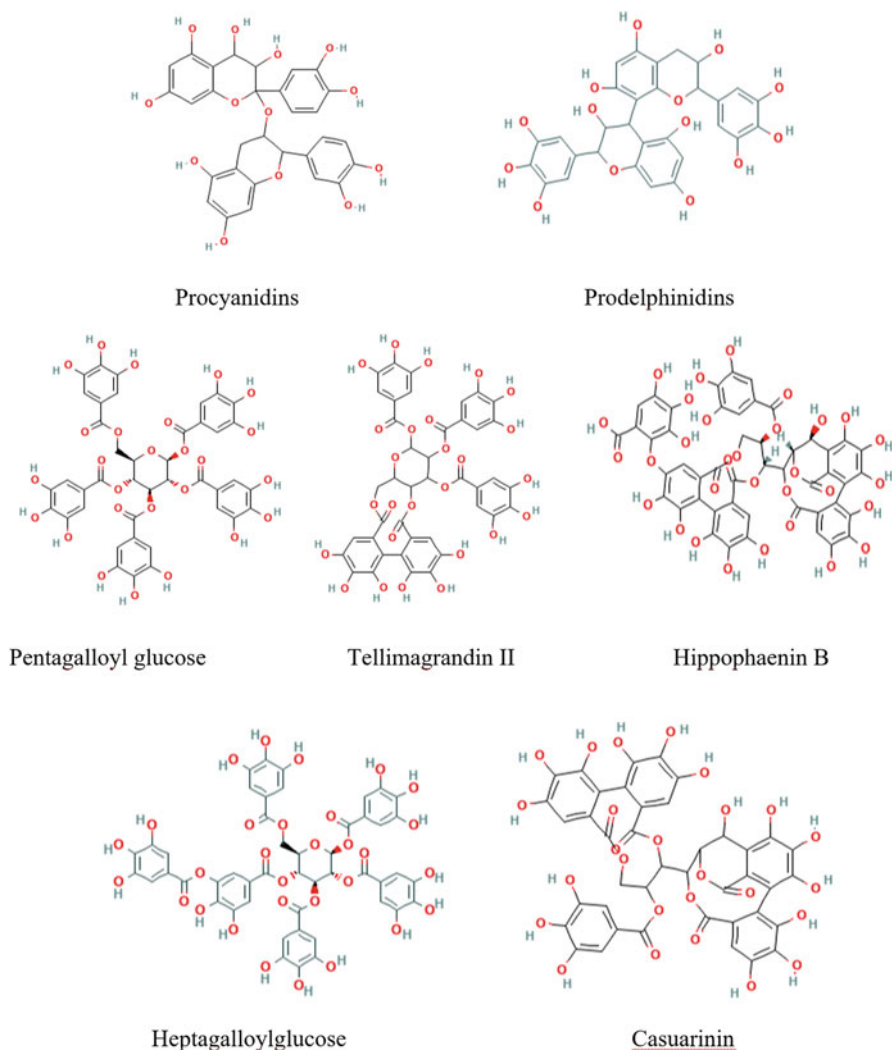 Procyanidins
Prodelphinidins
Pentagalloyl glucose
Tellimagrandin II
Hippophaenin B
Heptagalloylglucose
Casuarinin